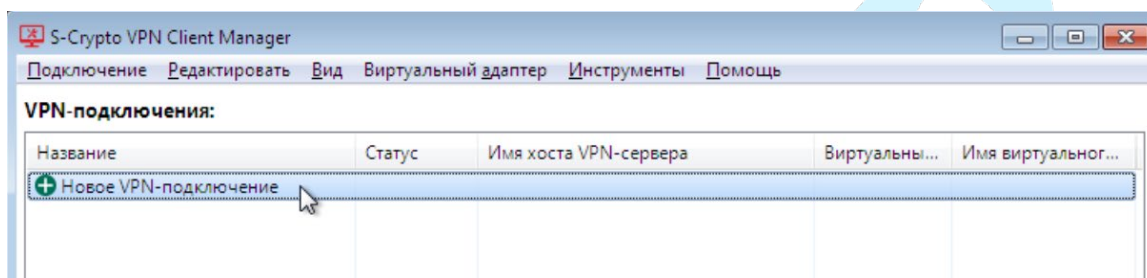 S-Crypto VPN Client Manager
Подключение Редактировать Вид Виртуальный адаптер Инструменты Помощь
VPN-подключения:
Название Статус Имя хоста VPN-сервера Виртуальны... Имя виртуальног...
Новое VPN-подключение